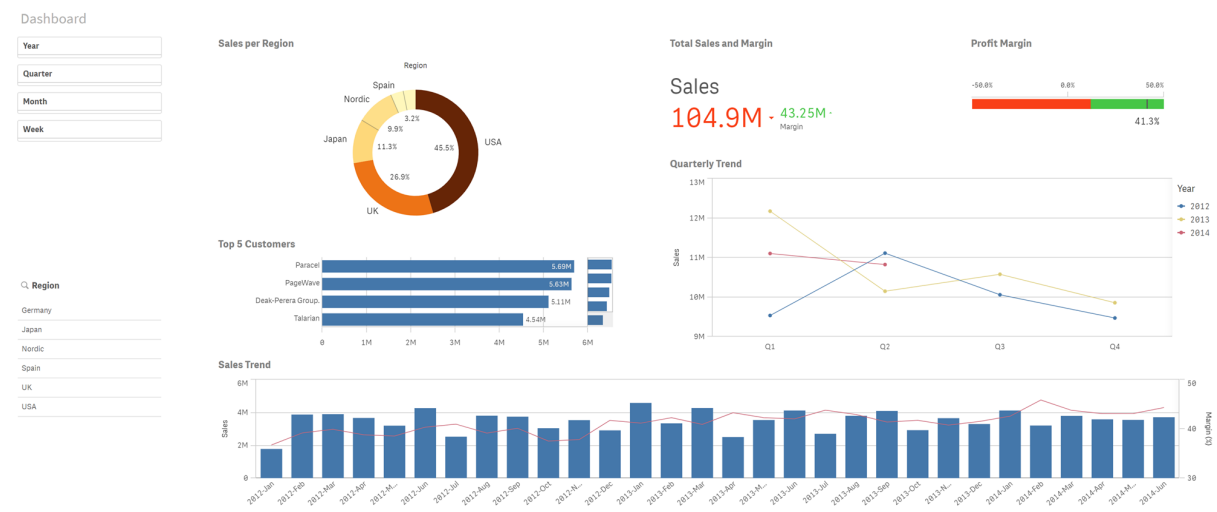 Dashboard
Year
Quarter
Month
Week
Region
Germany
Japan
Nordic
Spain
UK
USA
Sales per Region
Region
Spain
Nordic
Japan
UK
USA
3.2%
9.9%
11.3%
26.9%
45.5%
Top 5 Customers
Paracel
PageWave
Deak-Perera Group.
Talarian
5.69M
5.63M
5.11M
4.54M
0 1M 2M 3M 4M 5M 6M
Total Sales and Margin
Sales
104.9M
43.25M
Margin
Profit Margin
-50.0% 0.0% 50.0%
41.3%
Quarterly Trend
Sales
13M
12M
11M
10M
9M
Q1 Q2 Q3 Q4
Year
2012
2013
2014
Sales Trend
Sales
6M
4M
2M
0
50
40
30
Margin (%)
2012-Jan 2012-Feb 2012-Mar 2012-Apr 2012-M... 2012-Jun 2012-Jul 2012-Aug 2012-Sep 2012-Oct 2012-N... 2012-Dec 2013-Jan 2013-Feb 2013-Mar 2013-Apr 2013-M... 2013-Jun 2013-Jul 2013-Aug 2013-Sep 2013-Oct 2013-N... 2013-Dec 2014-Jan 2014-Feb 2014-Mar 2014-Apr 2014-M... 2014-Jun